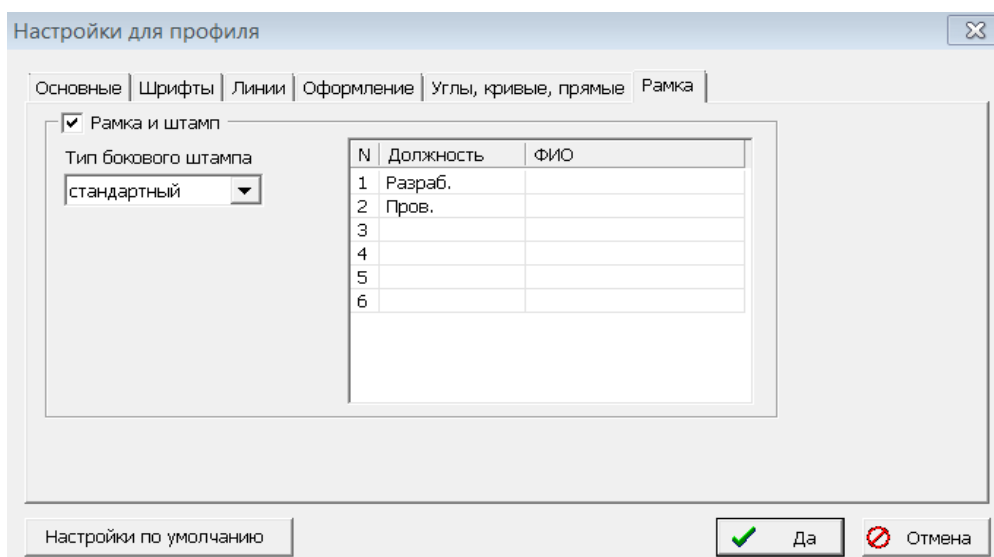 Настройки для профиля
Основные Шрифты Линии Оформление Углы, кривые, прямые Рамка
Рамка и штамп
Тип бокового штампа
стандартный
N Должность ФИО
1 Разраб.
2 Пров.
3
4
5
6
Настройки по умолчанию Да Отмена